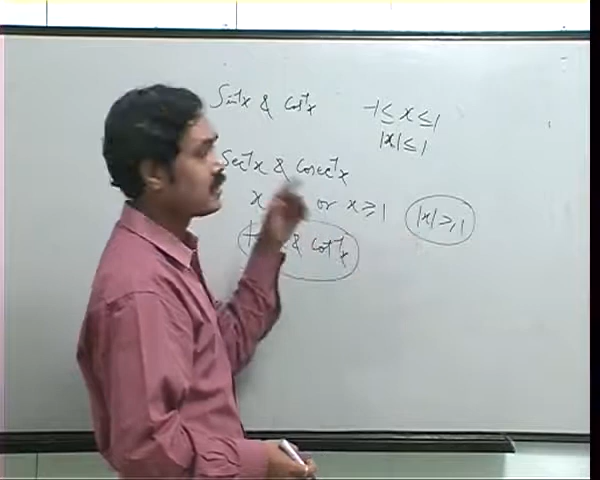 Sin⁻¹x & Cos⁻¹x -1 ≤ x ≤ 1
|x| ≤ 1
Sec⁻¹x & Cosec⁻¹x
x or x ≥ 1 |x| ≥ 1
& Cot⁻¹x